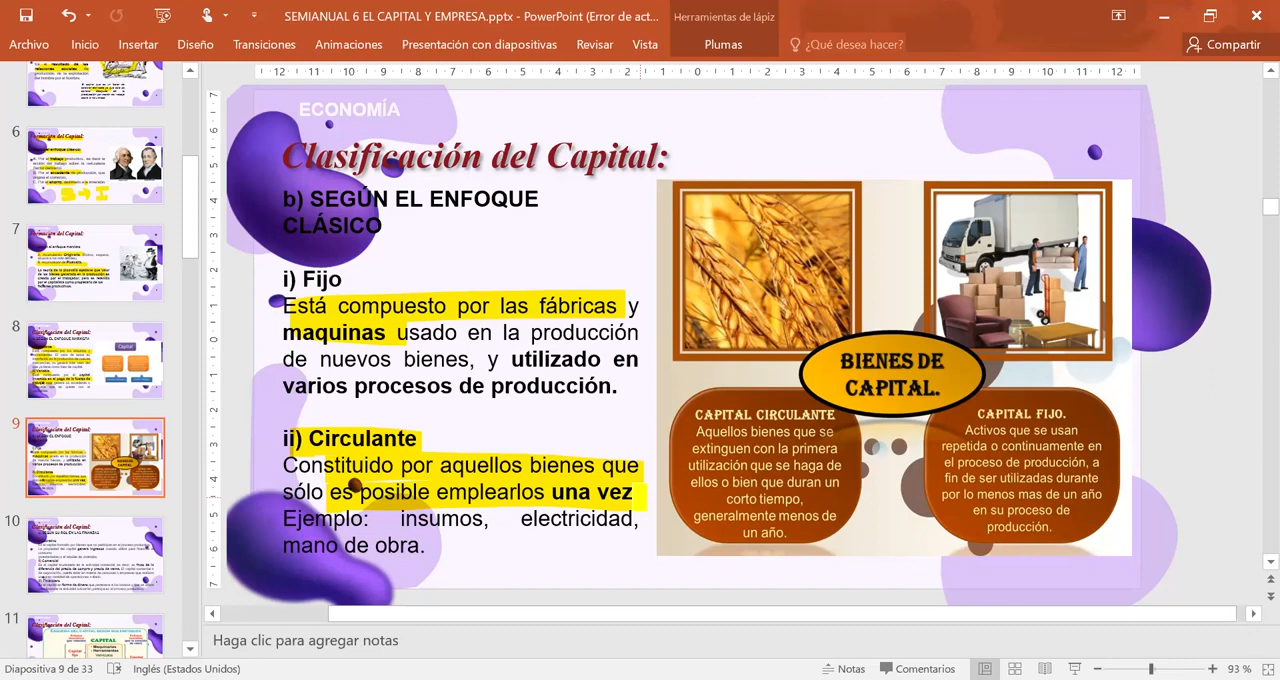 SEMIANUAL 6 EL CAPITAL Y EMPRESA.pptx - PowerPoint (Error de act...
Herramientas de lápiz
Archivo
Inicio
Insertar
Diseño
Transiciones
Animaciones
Presentación con diapositivas
Revisar
Vista
Plumas
¿Qué desea hacer?
Compartir
6
7
8
9
10
11
ECONOMÍA
Clasificación del Capital:
b) SEGÚN EL ENFOQUE
CLÁSICO
i) Fijo
Está compuesto por las fábricas y
maquinas usado en la producción
de nuevos bienes, y utilizado en
varios procesos de producción.
ii) Circulante
Constituido por aquellos bienes que
sólo es posible emplearlos una vez
Ejemplo: insumos, electricidad,
mano de obra.
BIENES DE
CAPITAL.
CAPITAL CIRCULANTE
Aquellos bienes que se
extinguen con la primera
utilización que se haga de
ellos o bien que duran un
corto tiempo,
generalmente menos de
un año.
CAPITAL FIJO.
Activos que se usan
repetida o continuamente en
el proceso de producción, a
fin de ser utilizadas durante
por lo menos mas de un año
en su proceso de
producción.
Haga clic para agregar notas
Diapositiva 9 de 33
Inglés (Estados Unidos)
Notas
Comentarios
93 %